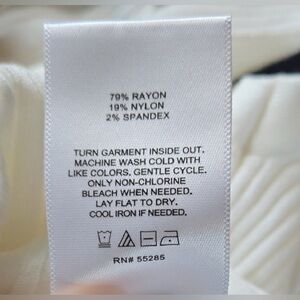 79% RAYON
19% NYLON
2% SPANDEX
TURN GARMENT INSIDE OUT.
MACHINE WASH COLD WITH
LIKE COLORS. GENTLE CYCLE.
ONLY NON-CHLORINE
BLEACH WHEN NEEDED.
LAY FLAT TO DRY.
COOL IRON IF NEEDED.
RN# 55285